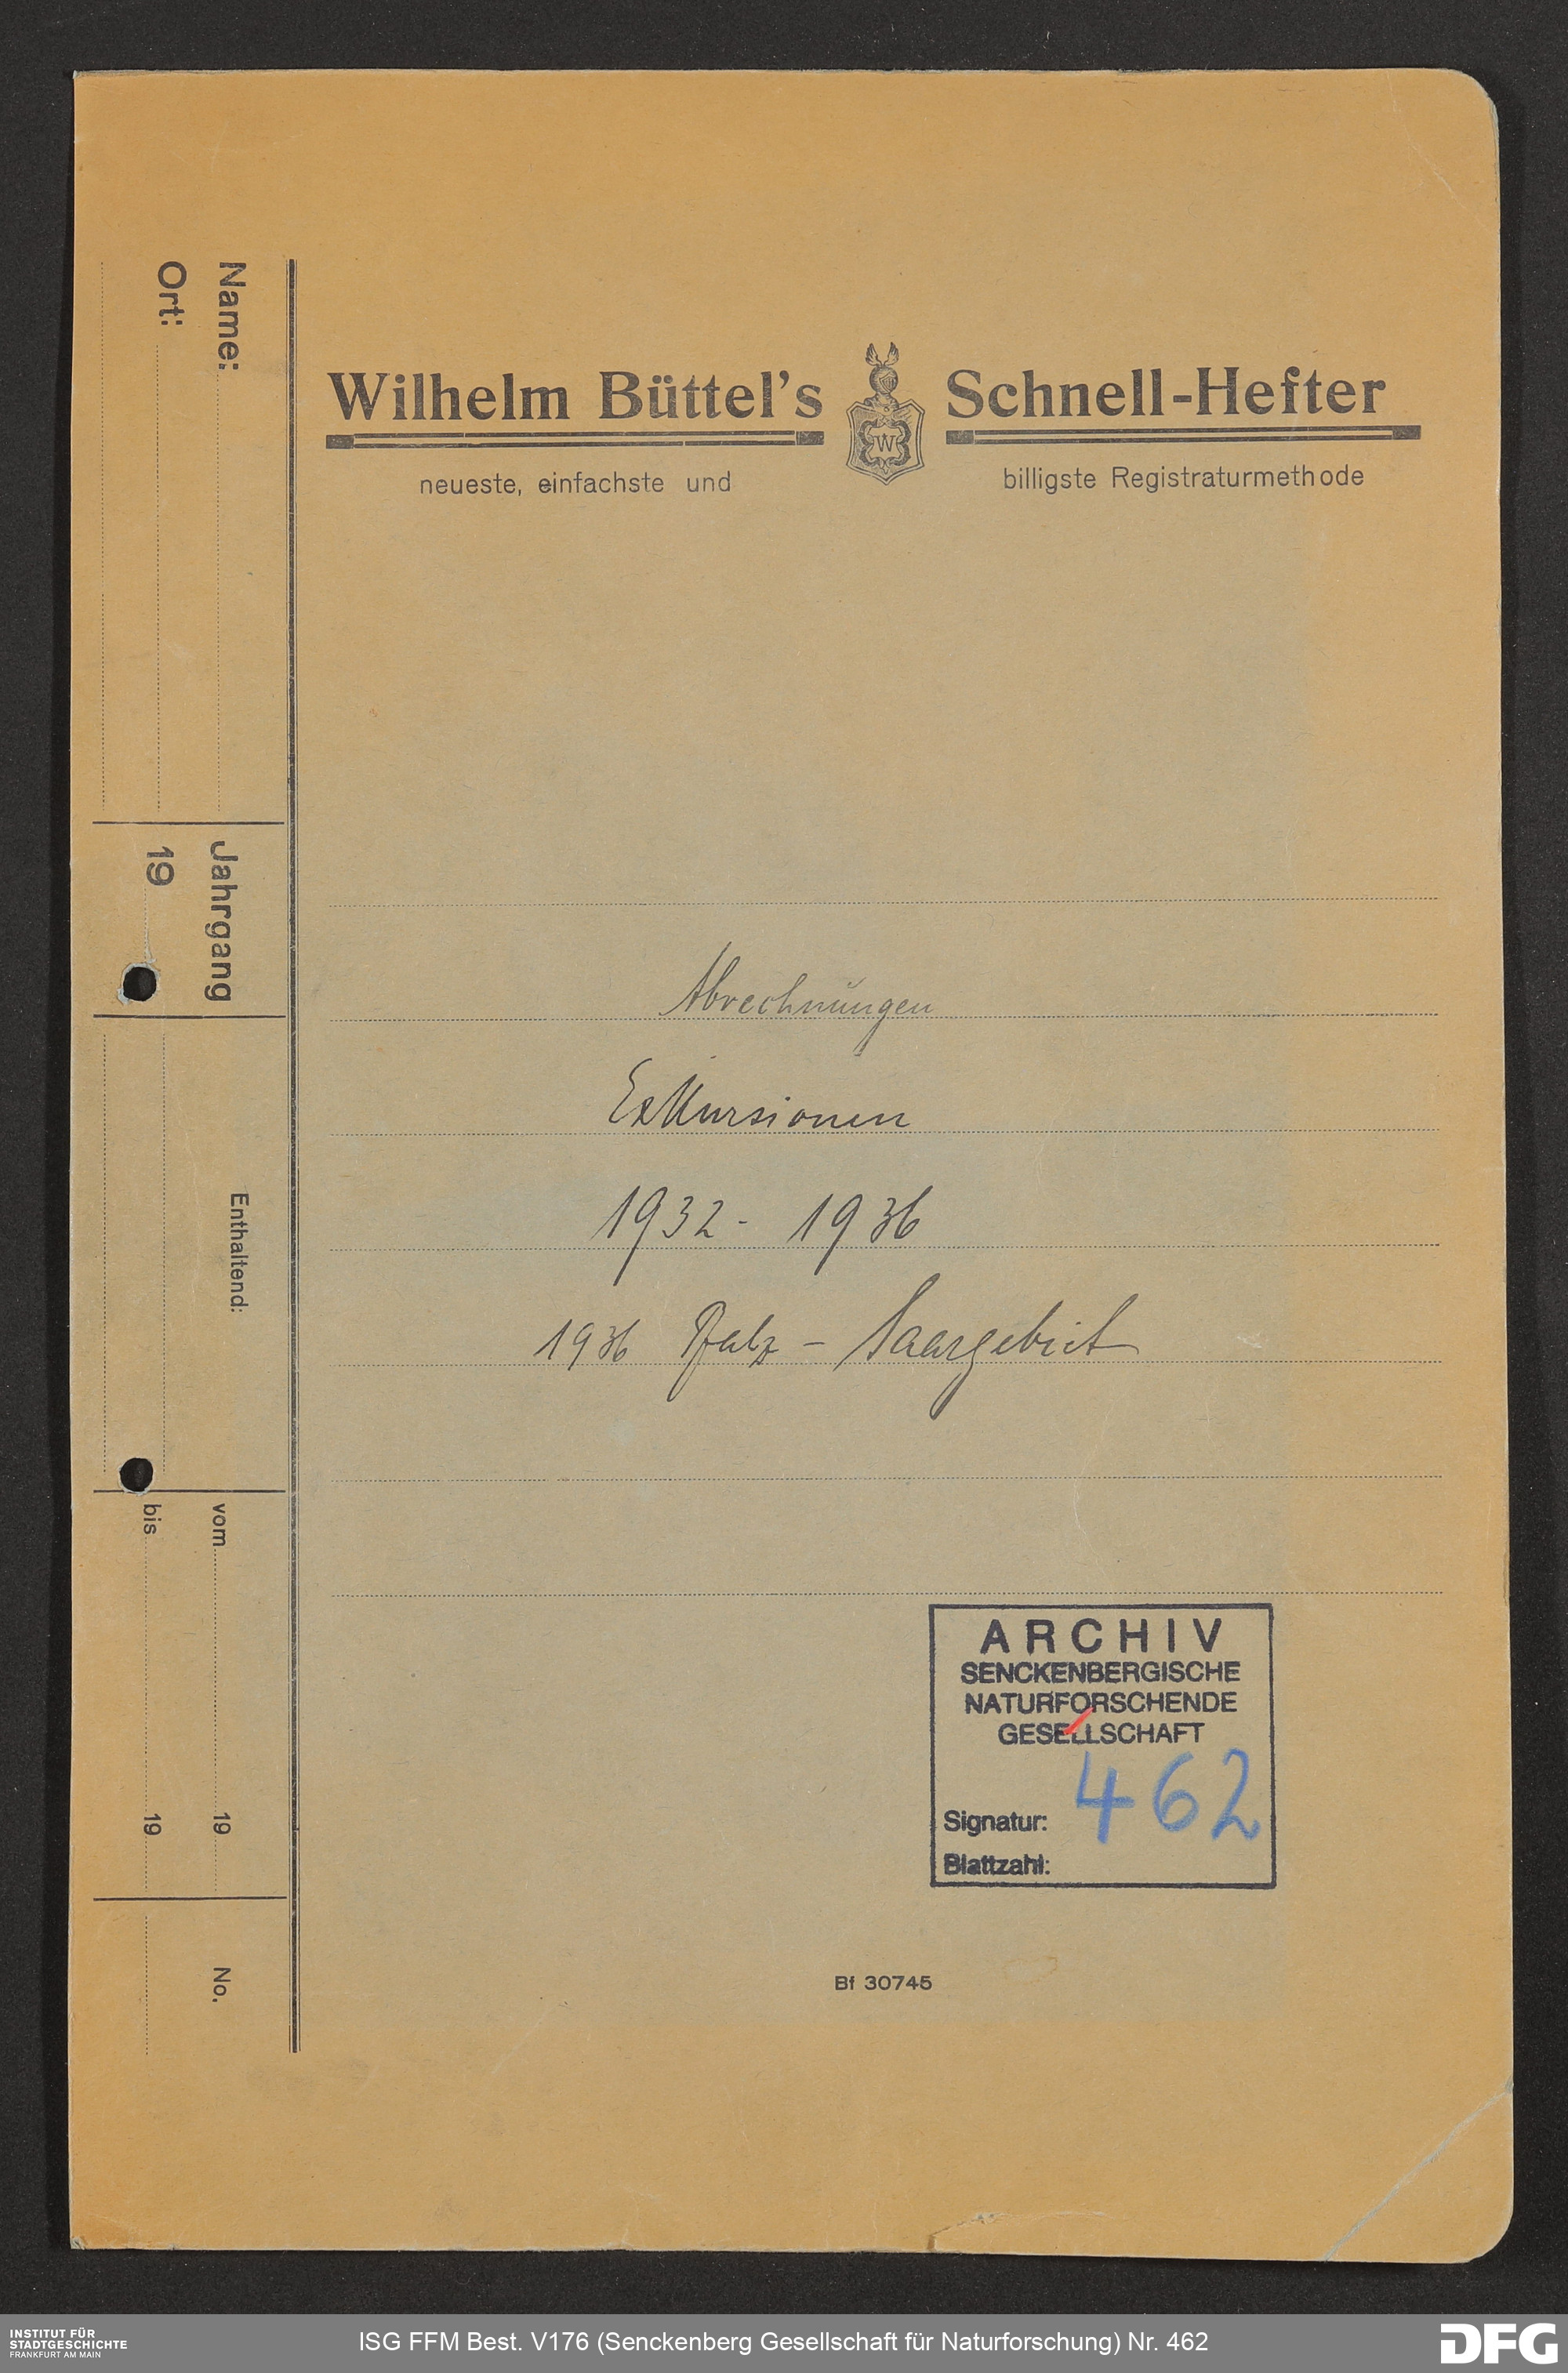 Wilhelm Büttel's Schnell-Hefter
neueste, einfachste und billigste Registraturmethode
W
Name:
Ort:
Jahrgang
19
Enthaltend:
vom 19
bis 19
No.
Abrechnungen
Exkursionen
1932 - 1936
1936 Pfalz - Saargebiet
ARCHIV
SENCKENBERGISCHE
NATURFORSCHENDE
GESELLSCHAFT
Signatur: 462
Blattzahl:
Bf 30745
INSTITUT FÜR
STADTGESCHICHTE
FRANKFURT AM MAIN
ISG FFM Best. V176 (Senckenberg Gesellschaft für Naturforschung) Nr. 462
DFG